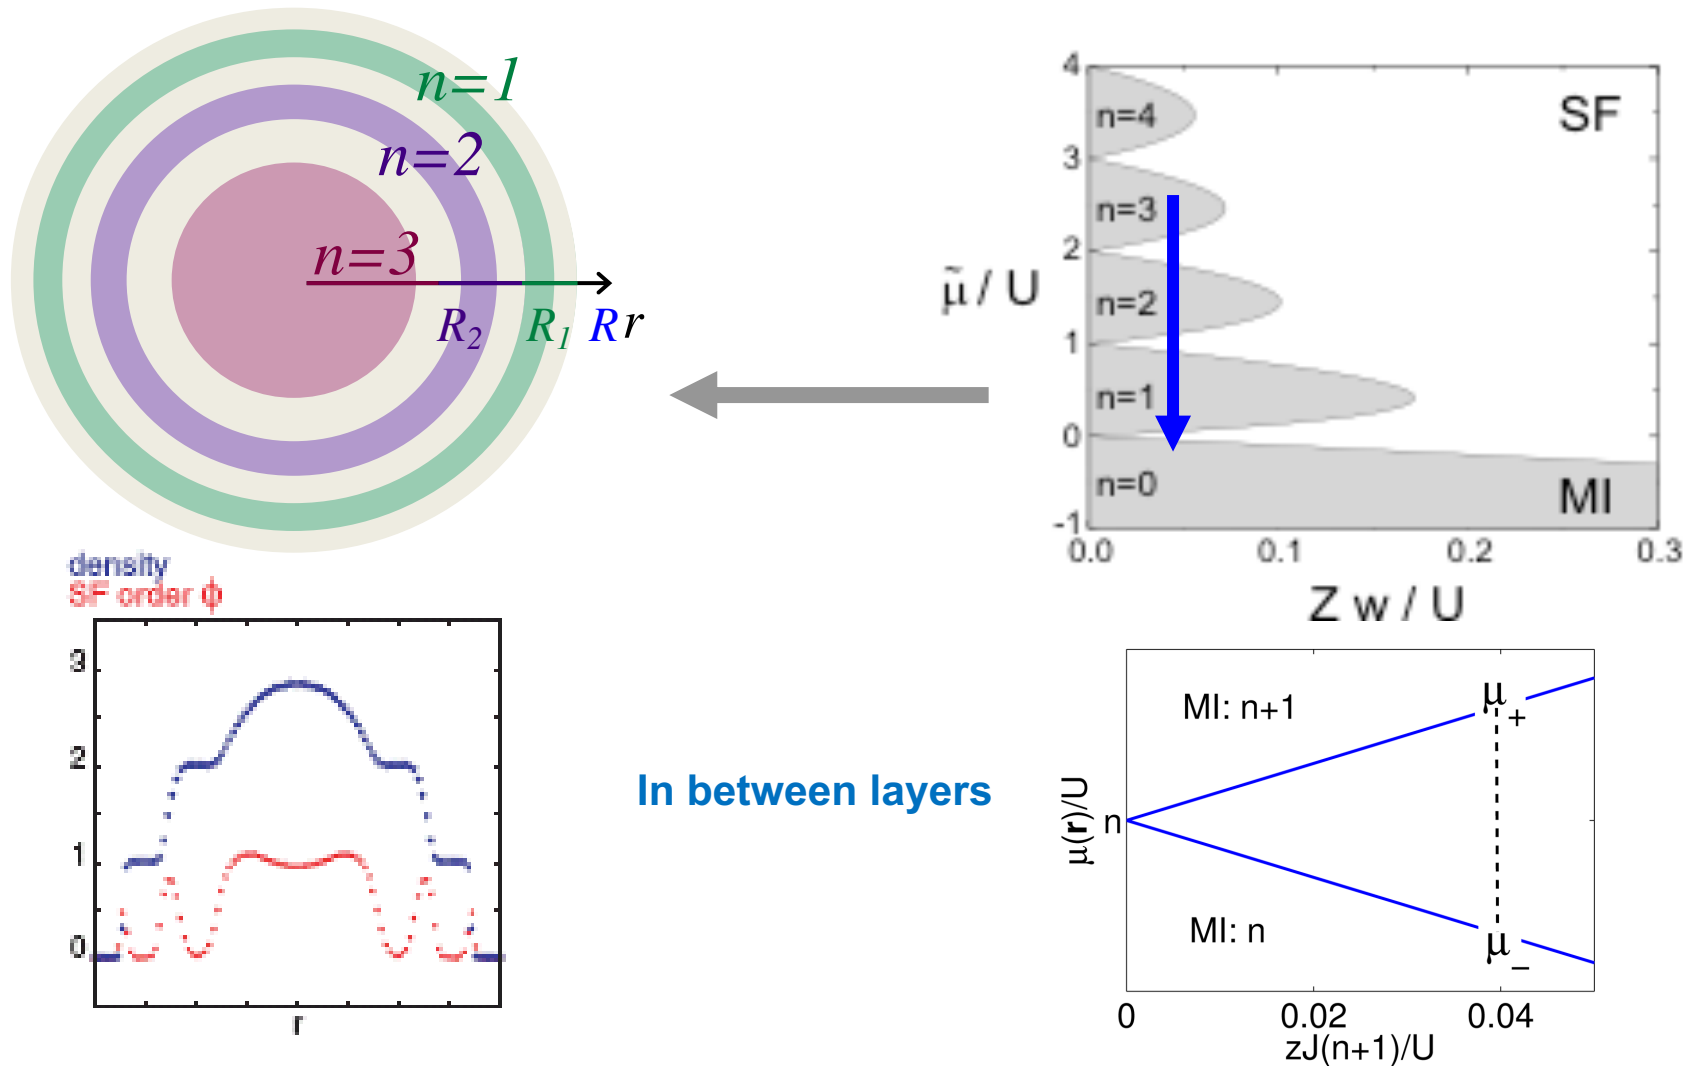 n=1
n=2
n=3
R₂ R₁ R r
4
3
2
1
0
-1
n=4
n=3
n=2
n=1
n=0
SF
MI
μ̃ / U
0.0 0.1 0.2 0.3
Z w / U
density
SF order ϕ
3
2
1
0
r
In between layers
MI: n+1
μ₊
μ(r)/U
n
MI: n
μ₋
0 0.02 0.04
zJ(n+1)/U